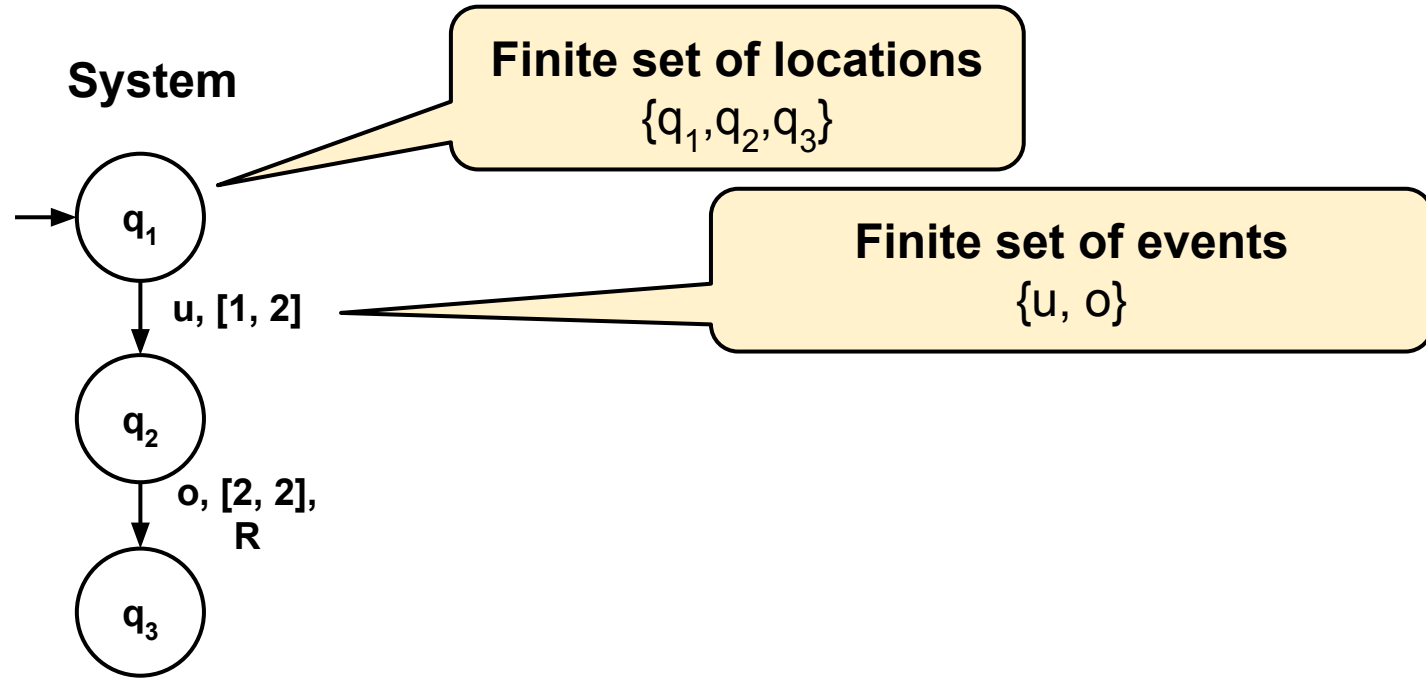 System
Finite set of locations
{q₁,q₂,q₃}
q₁
Finite set of events
{u, o}
u, [1, 2]
q₂
o, [2, 2],
R
q₃